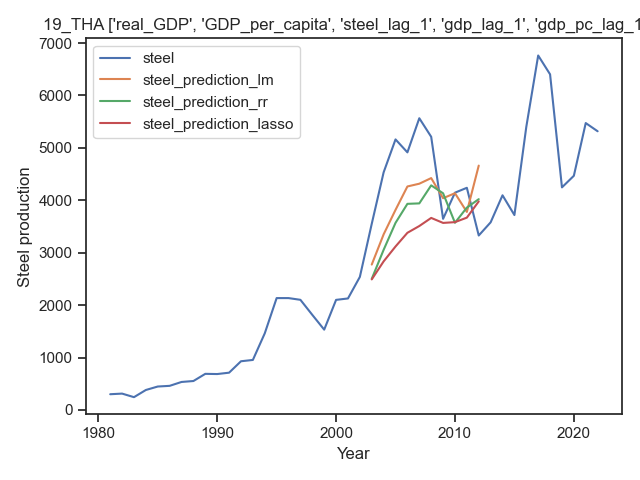 19_THA ['real_GDP', 'GDP_per_capita', 'steel_lag_1', 'gdp_lag_1', 'gdp_pc_lag_1
steel
steel_prediction_lm
steel_prediction_rr
steel_prediction_lasso
Steel production
7000
6000
5000
4000
3000
2000
1000
0
1980
1990
2000
2010
2020
Year